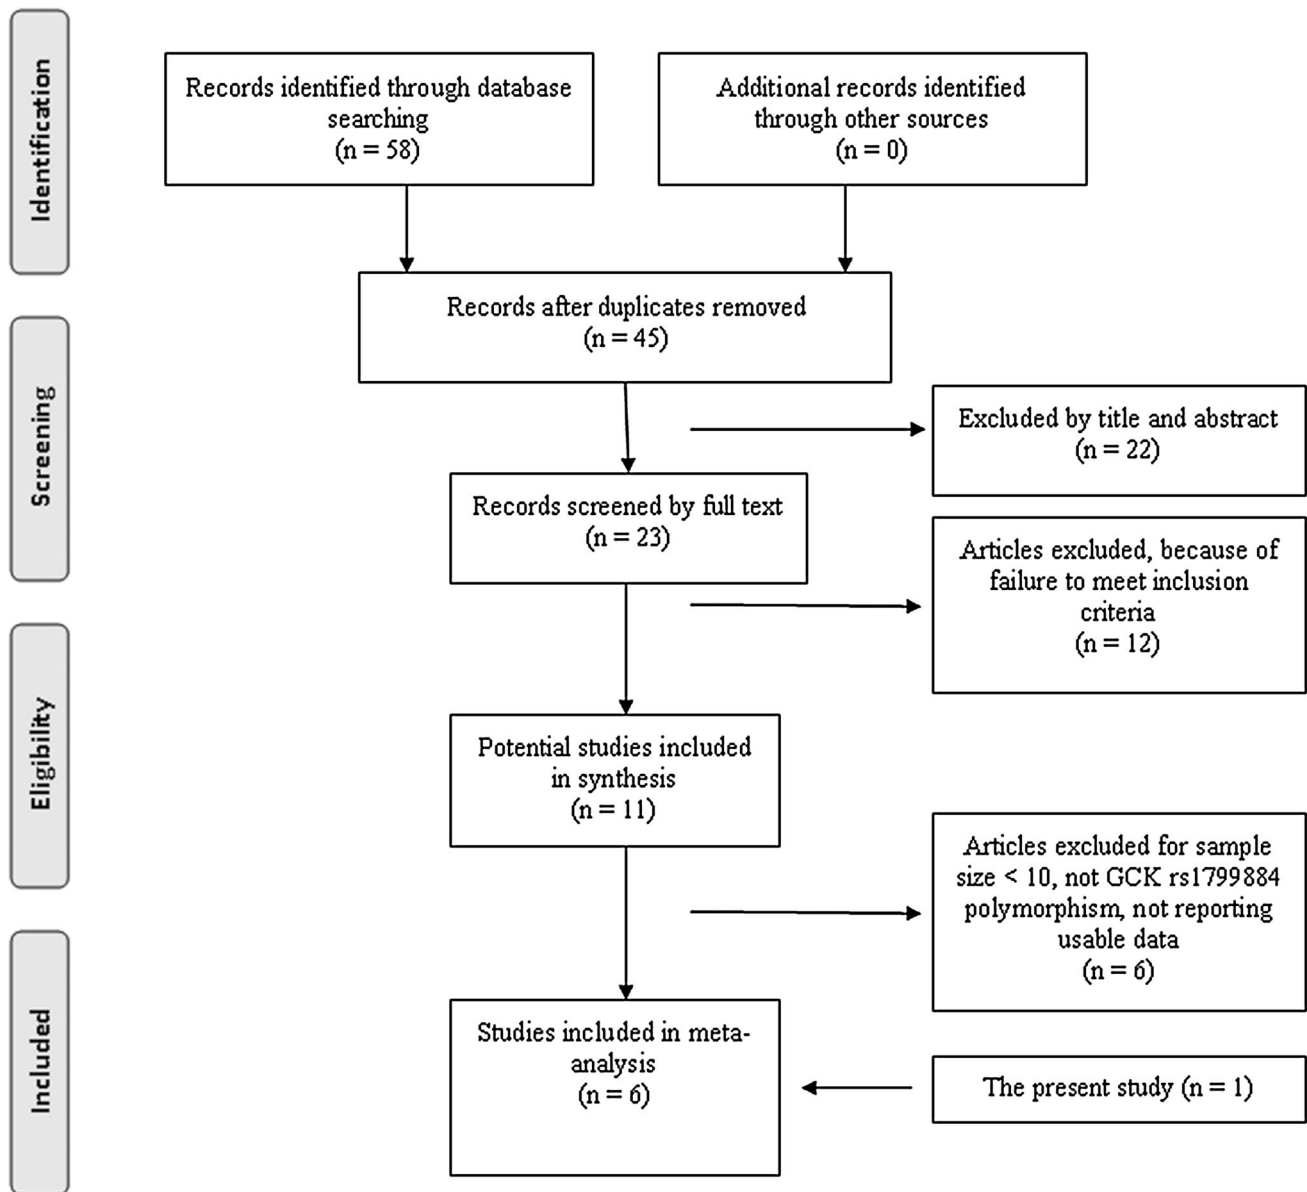 Identification
Records identified through database
searching
(n = 58)
Additional records identified
through other sources
(n = 0)
Records after duplicates removed
(n = 45)
Screening
Excluded by title and abstract
(n = 22)
Records screened by full text
(n = 23)
Articles excluded, because of
failure to meet inclusion
criteria
(n = 12)
Eligibility
Potential studies included
in synthesis
(n = 11)
Articles excluded for sample
size < 10, not GCK rs1799884
polymorphism, not reporting
usable data
(n = 6)
Included
Studies included in meta-
analysis
(n = 6)
The present study (n = 1)